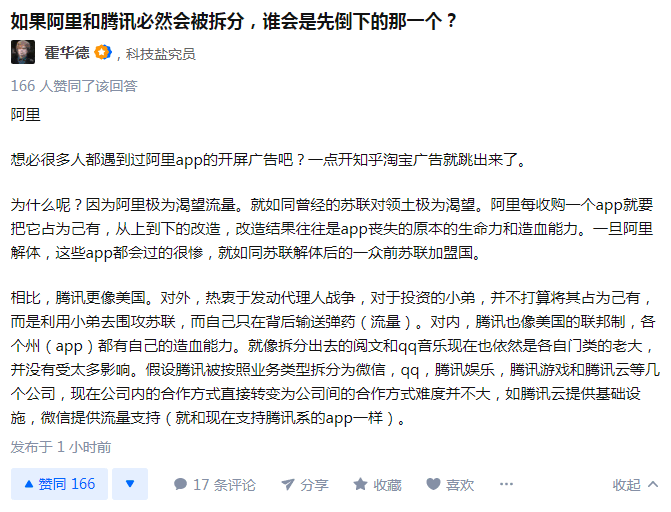 如果阿里和腾讯必然会被拆分，谁会是先倒下的那一个？
霍华德 ，科技盐究员
166 人赞同了该回答
阿里
想必很多人都遇到过阿里app的开屏广告吧？一点开知乎淘宝广告就跳出来了。
为什么呢？因为阿里极为渴望流量。就如同曾经的苏联对领土极为渴望。阿里每收购一个app就要
把它占为己有，从上到下的改造，改造结果往往是app丧失的原本的生命力和造血能力。一旦阿里
解体，这些app都会过的很惨，就如同苏联解体后的一众前苏联加盟国。
相比，腾讯更像美国。对外，热衷于发动代理人战争，对于投资的小弟，并不打算将其占为己有，
而是利用小弟去围攻苏联，而自己只在背后输送弹药（流量）。对内，腾讯也像美国的联邦制，各
个州（app）都有自己的造血能力。就像拆分出去的阅文和qq音乐现在也依然是各自门类的老大，
并没有受太多影响。假设腾讯被按照业务类型拆分为微信，qq，腾讯娱乐，腾讯游戏和腾讯云等几
个公司，现在公司内的合作方式直接转变为公司间的合作方式难度并不大，如腾讯云提供基础设
施，微信提供流量支持（就和现在支持腾讯系的app一样）。
发布于 1 小时前
赞同 166 17 条评论 分享 收藏 喜欢 收起